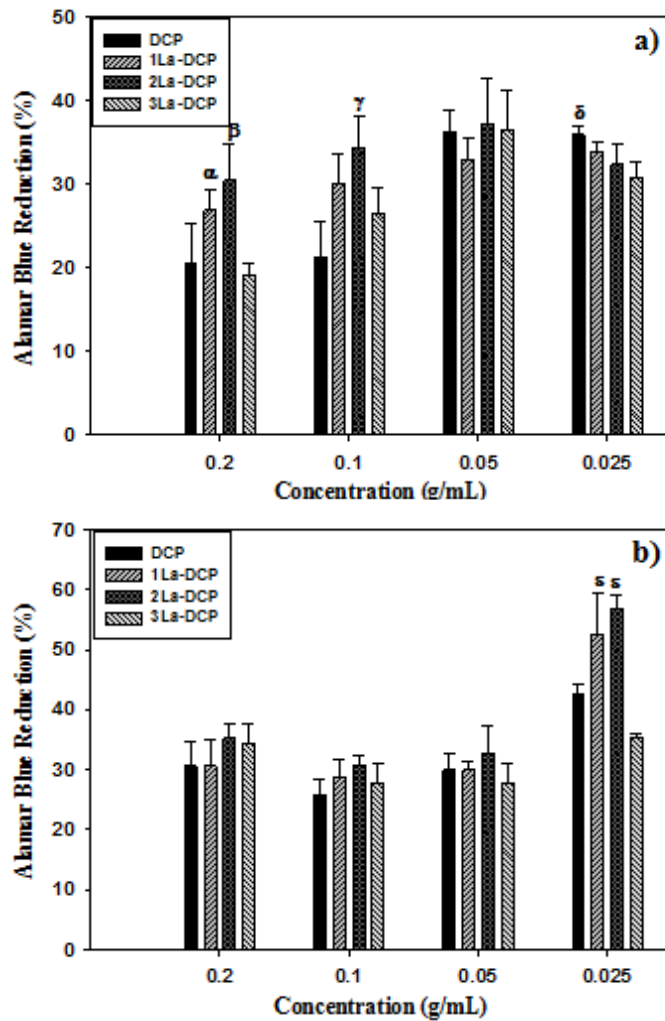 50
a)
DCP
1La-DCP
2La-DCP
3La-DCP
40
30
20
10
0
α
β
γ
δ
Alamar Blue Reduction (%)
0.2 0.1 0.05 0.025
Concentration (g/mL)
70
b)
DCP
1La-DCP
2La-DCP
3La-DCP
60
50
40
30
20
10
0
ε ε
Alamar Blue Reduction (%)
0.2 0.1 0.05 0.025
Concentration (g/mL)